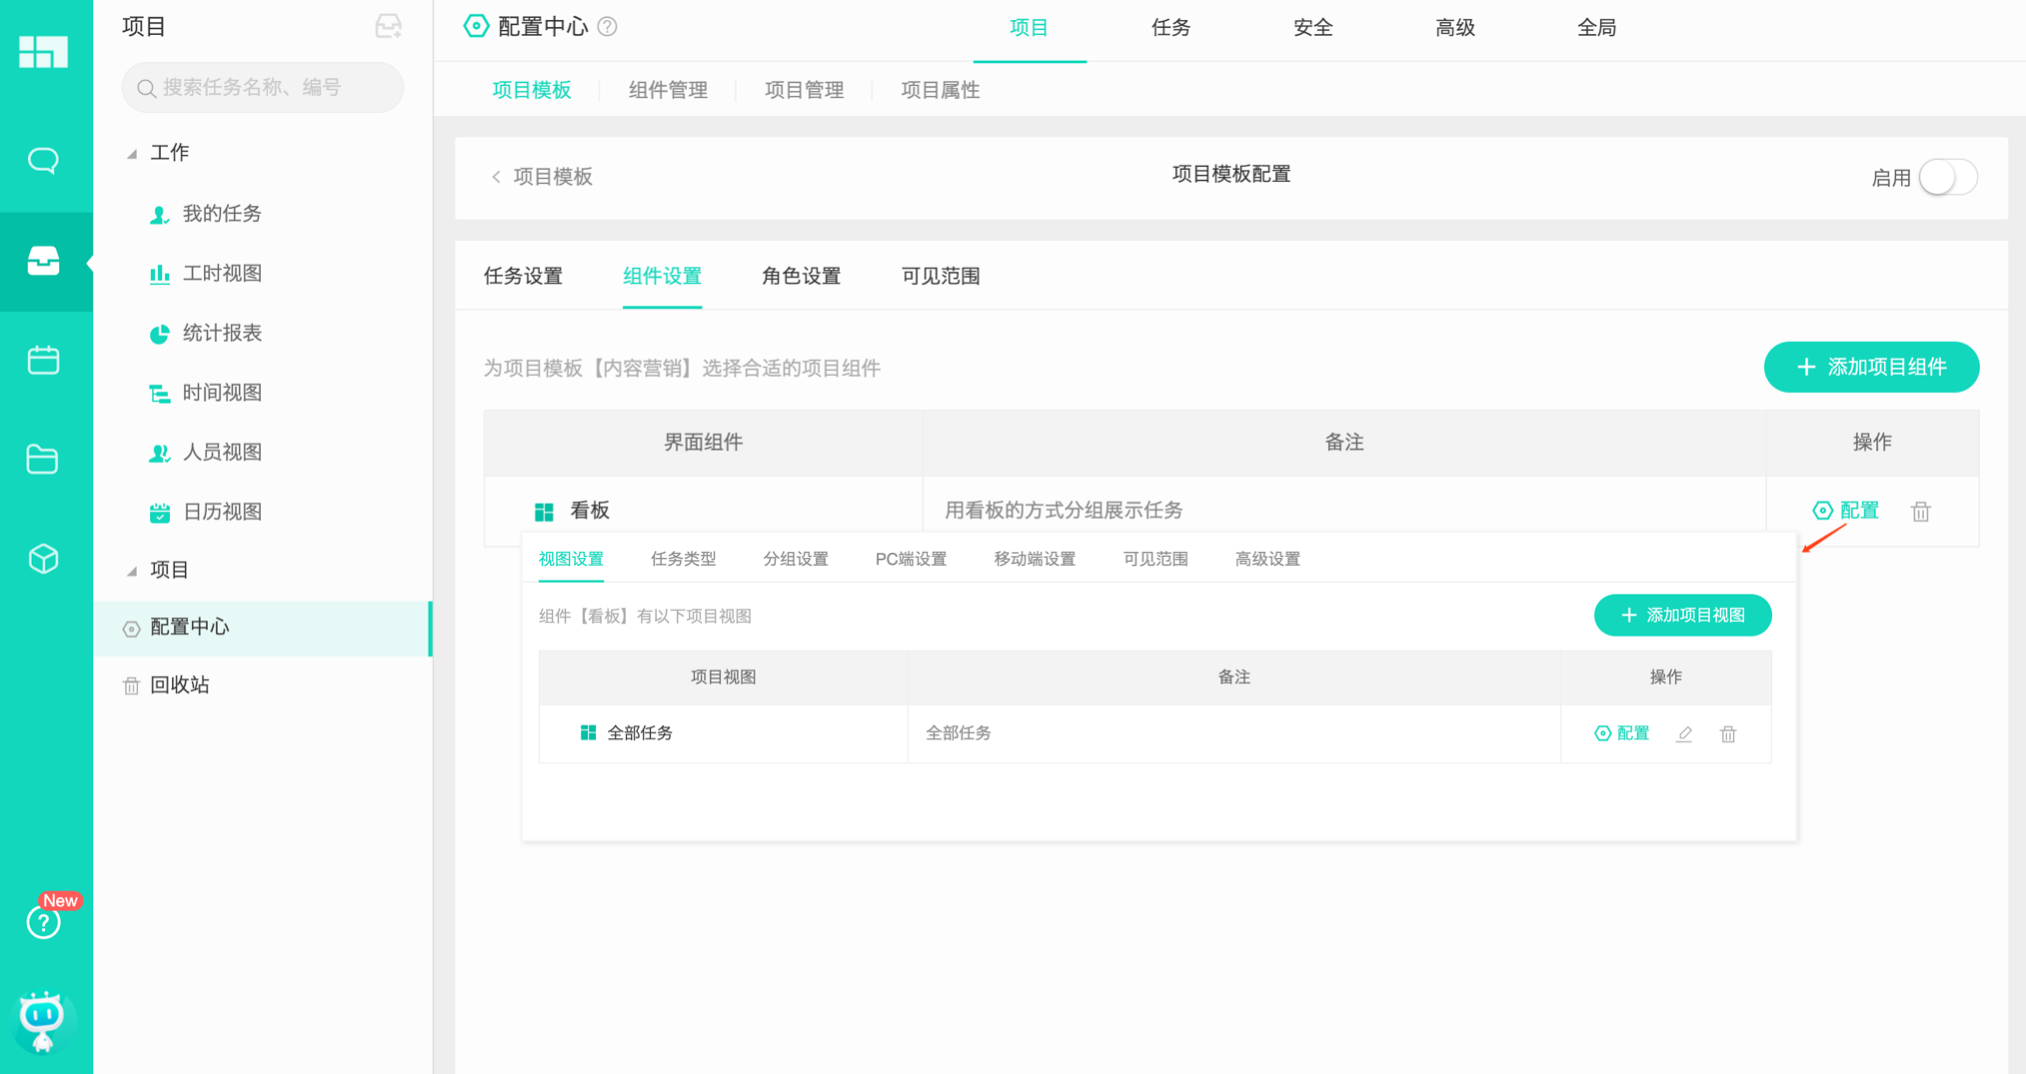 项目
搜索任务名称、编号
工作
我的任务
工时视图
统计报表
时间视图
人员视图
日历视图
项目
配置中心
回收站
New
配置中心
项目 任务 安全 高级 全局
项目模板 组件管理 项目管理 项目属性
项目模板 项目模板配置 启用
任务设置 组件设置 角色设置 可见范围
为项目模板【内容营销】选择合适的项目组件 添加项目组件
界面组件 备注 操作
看板 用看板的方式分组展示任务 配置
视图设置 任务类型 分组设置 PC端设置 移动端设置 可见范围 高级设置
组件【看板】有以下项目视图 添加项目视图
项目视图 备注 操作
全部任务 全部任务 配置